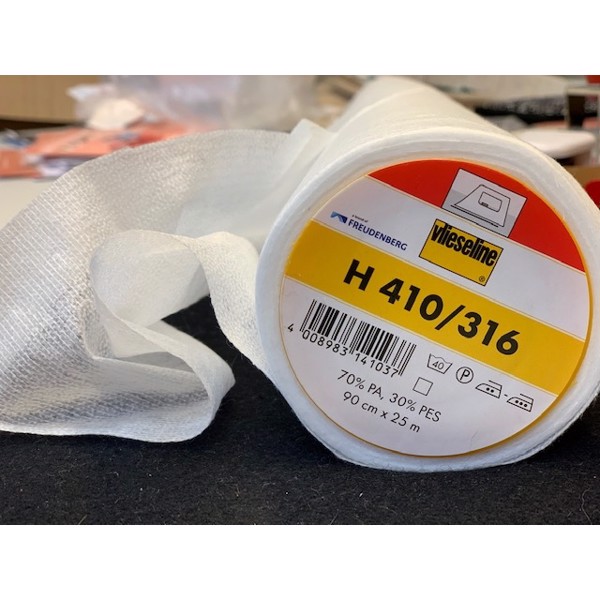 FREUDENBERG
vlieseline
®
H 410/316
4 008983 141037
40 P
70% PA, 30% PES
90 cm x 25 m